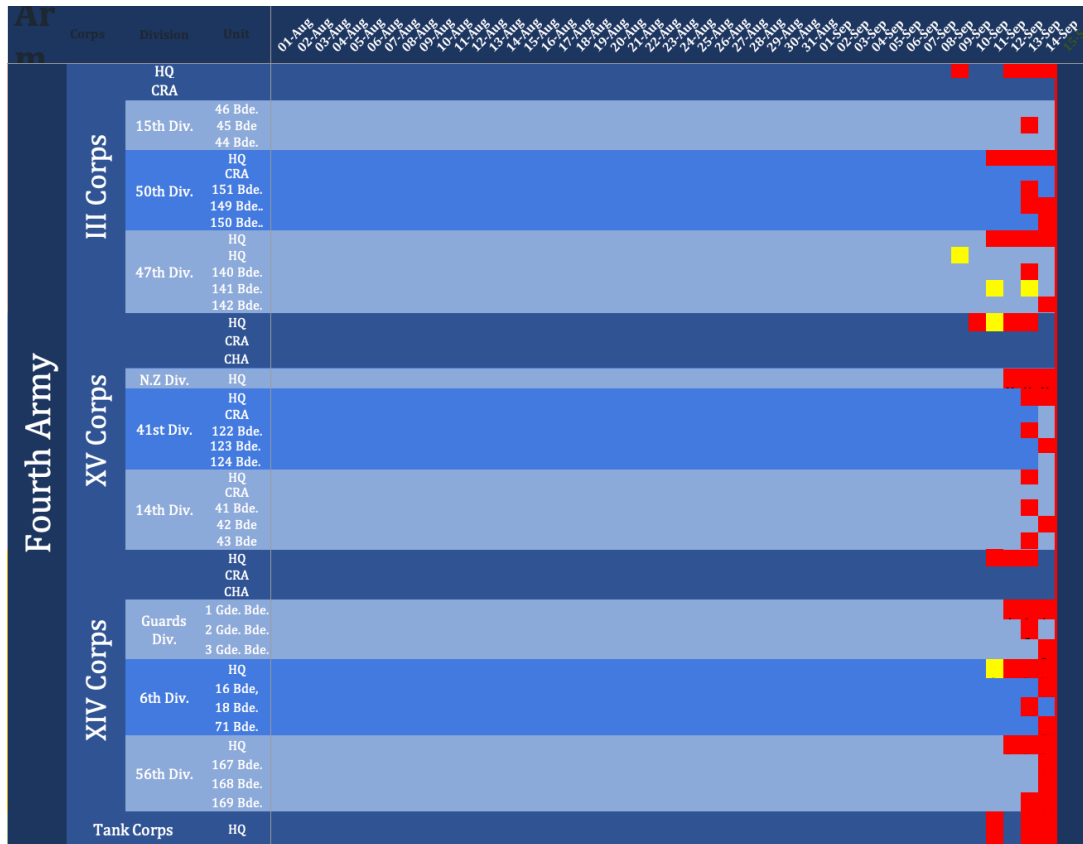 Ar
m
Corps
Division
Unit
01-Aug
02-Aug
03-Aug
04-Aug
05-Aug
06-Aug
07-Aug
08-Aug
09-Aug
10-Aug
11-Aug
12-Aug
13-Aug
14-Aug
15-Aug
16-Aug
17-Aug
18-Aug
19-Aug
20-Aug
21-Aug
22-Aug
23-Aug
24-Aug
25-Aug
26-Aug
27-Aug
28-Aug
29-Aug
30-Aug
31-Aug
01-Sep
02-Sep
03-Sep
04-Sep
05-Sep
06-Sep
07-Sep
08-Sep
09-Sep
10-Sep
11-Sep
12-Sep
13-Sep
14-Sep
Fourth Army
III Corps
HQ
CRA
15th Div.
46 Bde.
45 Bde
44 Bde.
50th Div.
HQ
CRA
151 Bde.
149 Bde..
150 Bde..
47th Div.
HQ
HQ
140 Bde.
141 Bde.
142 Bde.
XV Corps
HQ
CRA
CHA
N.Z Div.
HQ
41st Div.
HQ
CRA
122 Bde.
123 Bde.
124 Bde.
14th Div.
HQ
CRA
41 Bde.
42 Bde
43 Bde
XIV Corps
HQ
CRA
CHA
Guards
Div.
1 Gde. Bde.
2 Gde. Bde.
3 Gde. Bde.
6th Div.
HQ
16 Bde,
18 Bde.
71 Bde.
56th Div.
HQ
167 Bde.
168 Bde.
169 Bde.
Tank Corps
HQ